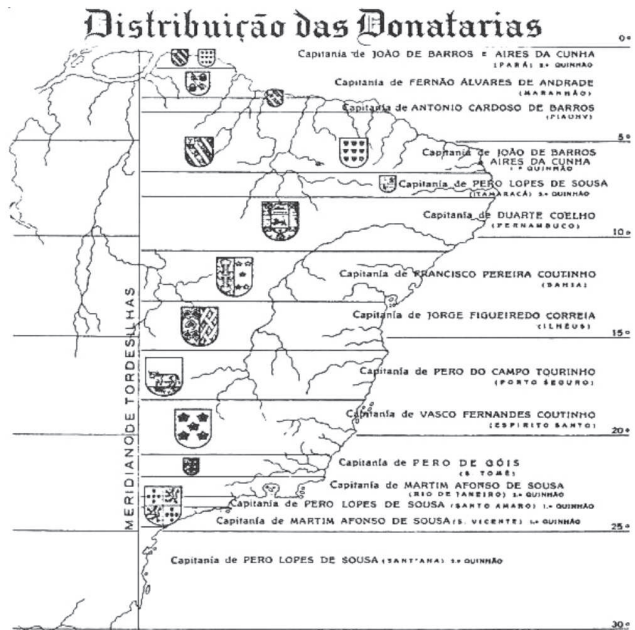 Distribuição das Donatarias
0º
Capitania de JOÃO DE BARROS E AIRES DA CUNHA
(PARÁ) 2º QUINHÃO
Capitania de FERNÃO ÁLVARES DE ANDRADE
(MARANHÃO)
Capitania de ANTONIO CARDOSO DE BARROS
(PIAUHY)
5º
Capitania de JOÃO DE BARROS
E AIRES DA CUNHA
1º QUINHÃO
Capitania de PERO LOPES DE SOUSA
(ITAMARACÁ) 3º QUINHÃO
Capitania de DUARTE COELHO
(PERNAMBUCO)
10º
Capitania de FRANCISCO PEREIRA COUTINHO
(BAHIA)
Capitania de JORGE FIGUEIREDO CORREIA
(ILHÉUS)
15º
Capitania de PERO DO CAMPO TOURINHO
(PORTO SEGURO)
Capitania de VASCO FERNANDES COUTINHO
(ESPIRITO SANTO)
20º
Capitania de PERO DE GÓIS
(S. TOMÉ)
Capitania de MARTIM AFONSO DE SOUSA
(RIO DE JANEIRO) 2º QUINHÃO
Capitania de PERO LOPES DE SOUSA (SANTO AMARO) 1º QUINHÃO
Capitania de MARTIM AFONSO DE SOUSA (S. VICENTE) 1º QUINHÃO
25º
Capitania de PERO LOPES DE SOUSA (SANT'ANA) QUINHÃO
30º
MERIDIANO DE TORDESILHAS